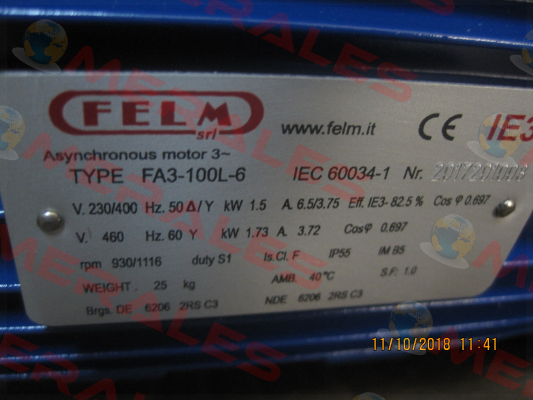 FELM
srl
www.felm.it
CE IE3
Asynchronous motor 3~
TYPE FA3-100L-6 IEC 60034-1 Nr.
V. 230/400 Hz. 50 Δ/Y kW 1.5 A. 6.5/3.75 Eff. IE3- 82.5 % Cos φ 0.697
V. 460 Hz. 60 Y kW 1.73 A. 3.72 Cosφ 0.697
rpm 930/1116 duty S1 Is.Cl. F IP55 IM B5
WEIGHT . 25 kg AMB. 40°C S.F: 1.0
Brgs. DE 6206 2RS C3 NDE 6206 2RS C3
11/10/2018 11:41
MERALES